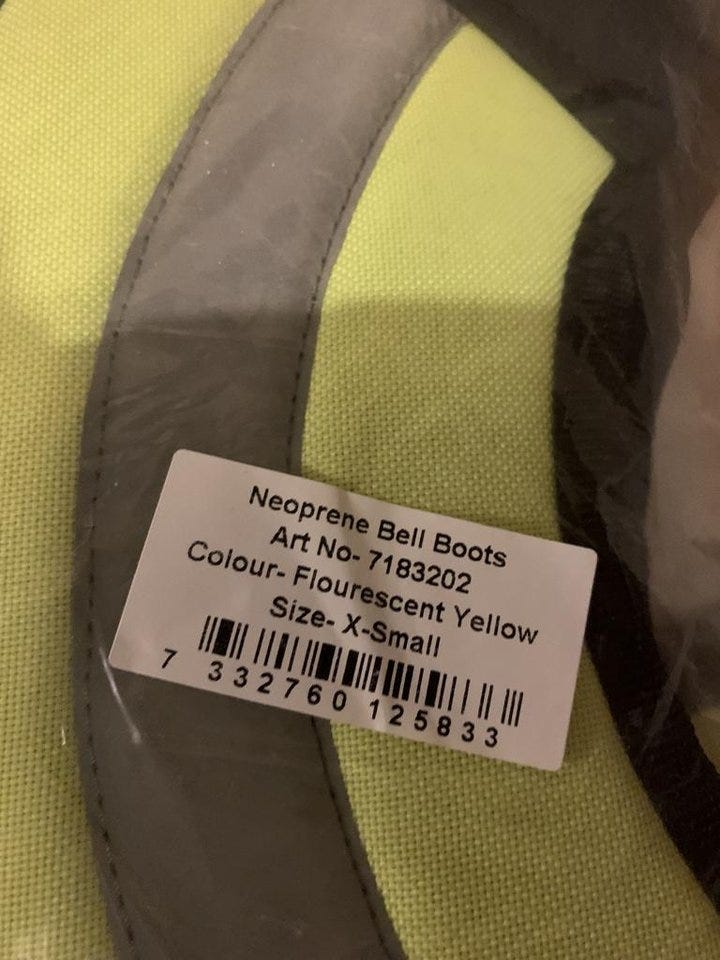 Neoprene Bell Boots
Art No- 7183202
Colour- Flourescent Yellow
Size- X-Small
7 332760 125833